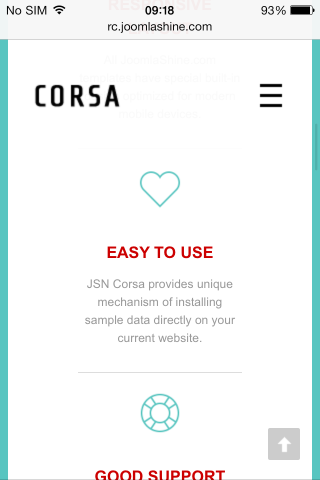 No SIM 09:18 93%
RESPONSIVE
rc.joomlashine.com
CORSA
EASY TO USE
JSN Corsa provides unique
mechanism of installing
sample data directly on your
current website.
GOOD SUPPORT